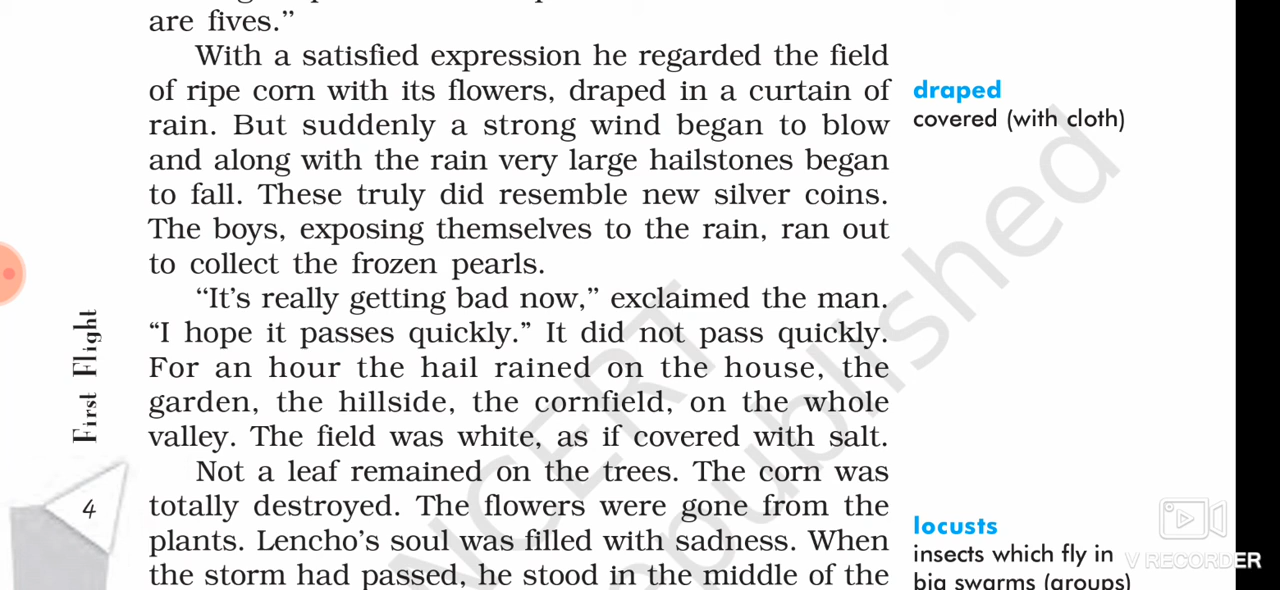 are fives.”
With a satisfied expression he regarded the field
of ripe corn with its flowers, draped in a curtain of
rain. But suddenly a strong wind began to blow
and along with the rain very large hailstones began
to fall. These truly did resemble new silver coins.
The boys, exposing themselves to the rain, ran out
to collect the frozen pearls.
“It’s really getting bad now,” exclaimed the man.
“I hope it passes quickly.” It did not pass quickly.
For an hour the hail rained on the house, the
garden, the hillside, the cornfield, on the whole
valley. The field was white, as if covered with salt.
Not a leaf remained on the trees. The corn was
totally destroyed. The flowers were gone from the
plants. Lencho’s soul was filled with sadness. When
the storm had passed, he stood in the middle of the
draped
covered (with cloth)
locusts
insects which fly in
big swarms (groups)
First Flight
4
NCERT
published
V RECORDER